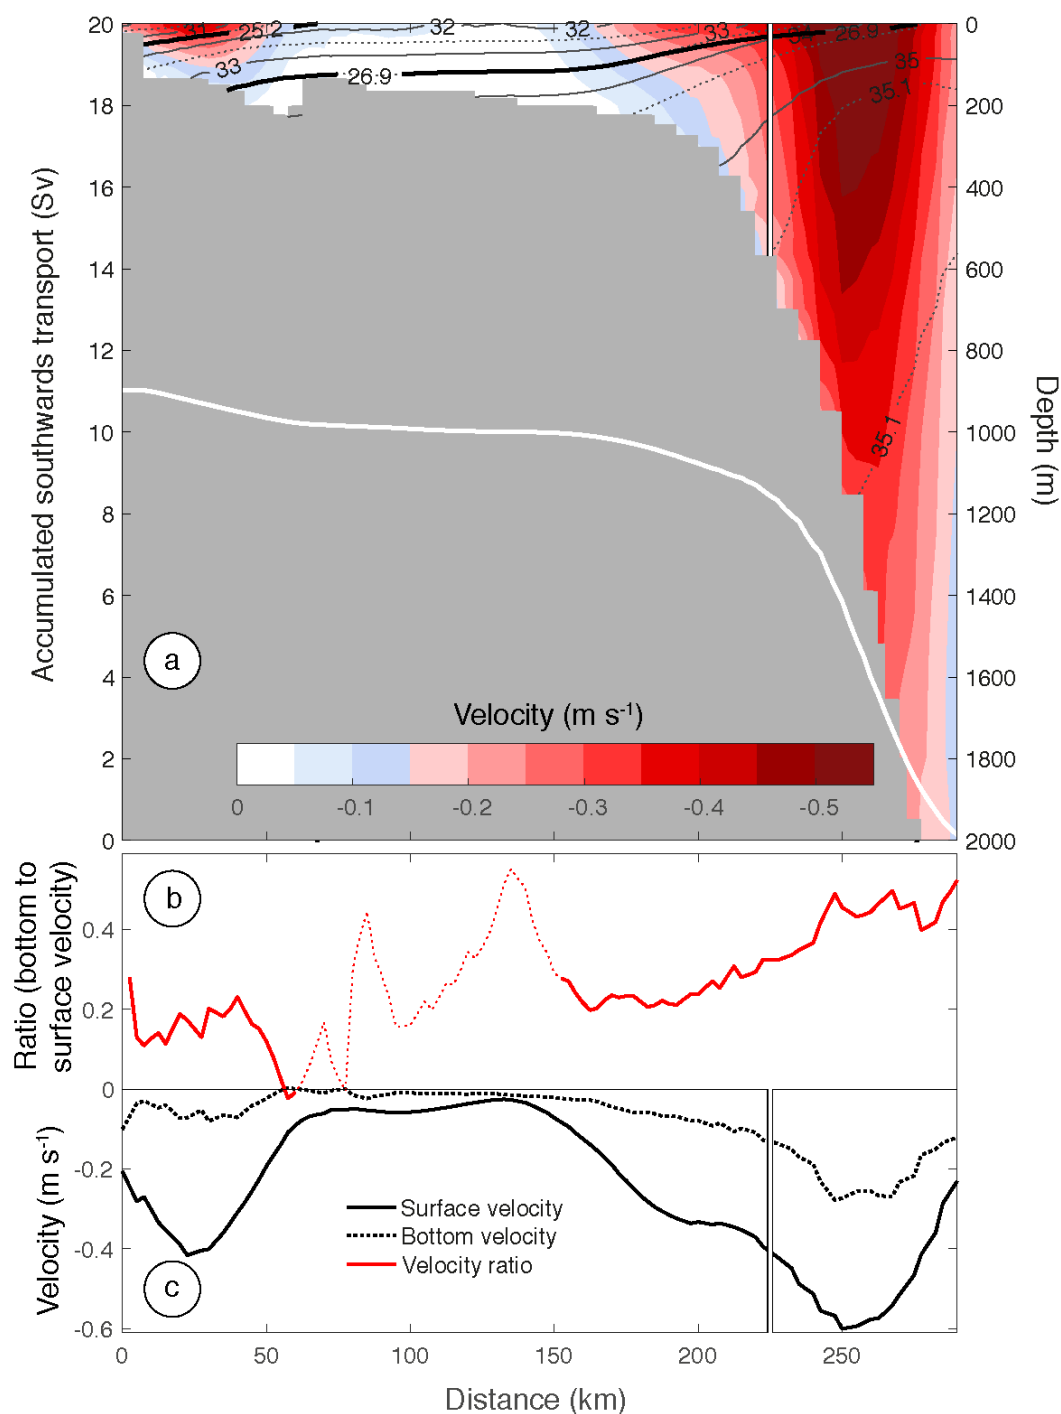 20
18
16
14
12
10
8
6
4
2
0
Accumulated southwards transport (Sv)
31
25.2
32
32
33
34
26.9
33
26.9
35
35.1
35.1
0
200
400
600
800
1000
1200
1400
1600
1800
2000
Depth (m)
a
Velocity (m s-1)
0 -0.1 -0.2 -0.3 -0.4 -0.5
b
Ratio (bottom to
surface velocity)
0.4
0.2
0
-0.2
-0.4
-0.6
Velocity (m s-1)
Surface velocity
Bottom velocity
Velocity ratio
c
0 50 100 150 200 250
Distance (km)